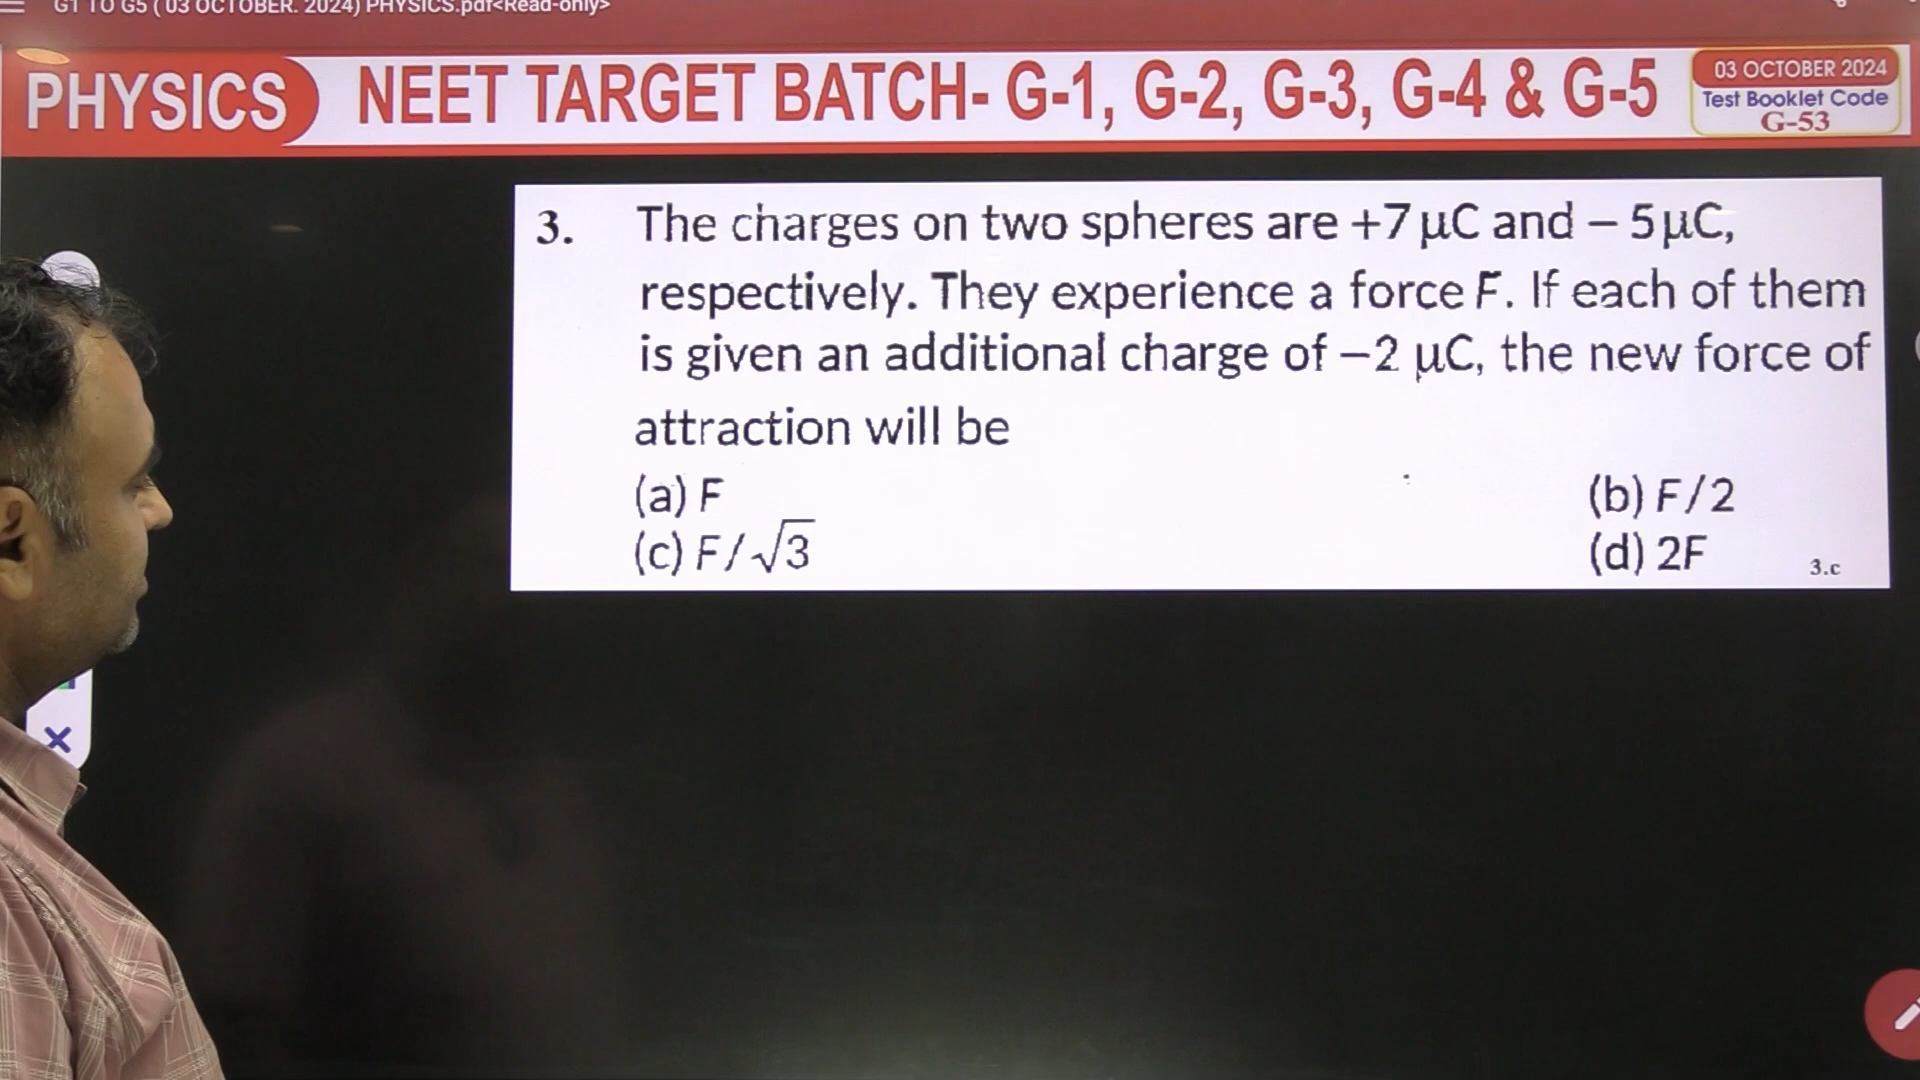 G1 TO G5 ( 03 OCTOBER. 2024) PHYSICS.pdf<Read-only>
PHYSICS
NEET TARGET BATCH- G-1, G-2, G-3, G-4 & G-5
03 OCTOBER 2024
Test Booklet Code
G-53
3. The charges on two spheres are +7 μC and – 5 μC,
respectively. They experience a force F. If each of them
is given an additional charge of –2 μC, the new force of
attraction will be
(a) F (b) F/2
(c) F/√3 (d) 2F
3.c